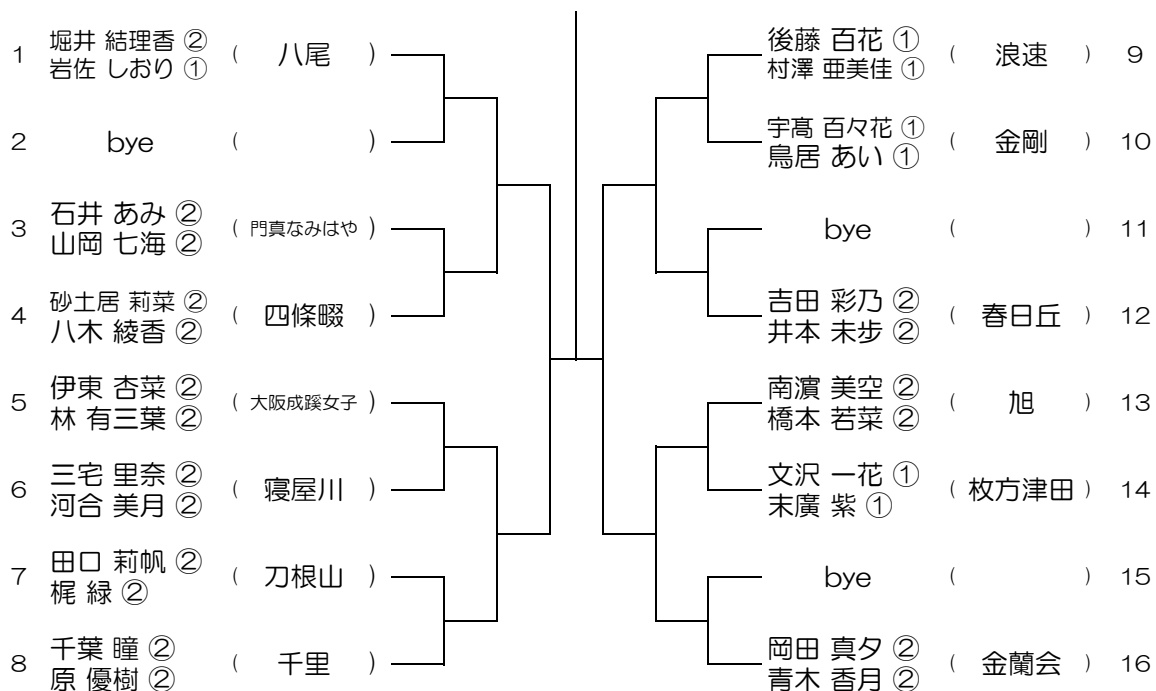 1 堀井 結理香 ② ( 八尾 )
岩佐 しおり ①
2 bye ( )
3 石井 あみ ② ( 門真なみはや )
山岡 七海 ②
4 砂土居 莉菜 ② ( 四條畷 )
八木 綾香 ②
5 伊東 杏菜 ② ( 大阪成蹊女子 )
林 有三葉 ②
6 三宅 里奈 ② ( 寝屋川 )
河合 美月 ②
7 田口 莉帆 ② ( 刀根山 )
梶 緑 ②
8 千葉 瞳 ② ( 千里 )
原 優樹 ②
後藤 百花 ① ( 浪速 ) 9
村澤 亜美佳 ①
宇髙 百々花 ① ( 金剛 ) 10
鳥居 あい ①
bye ( ) 11
吉田 彩乃 ② ( 春日丘 ) 12
井本 未歩 ②
南濵 美空 ② ( 旭 ) 13
橋本 若菜 ②
文沢 一花 ① ( 枚方津田 ) 14
末廣 紫 ①
bye ( ) 15
岡田 真夕 ② ( 金蘭会 ) 16
青木 香月 ②